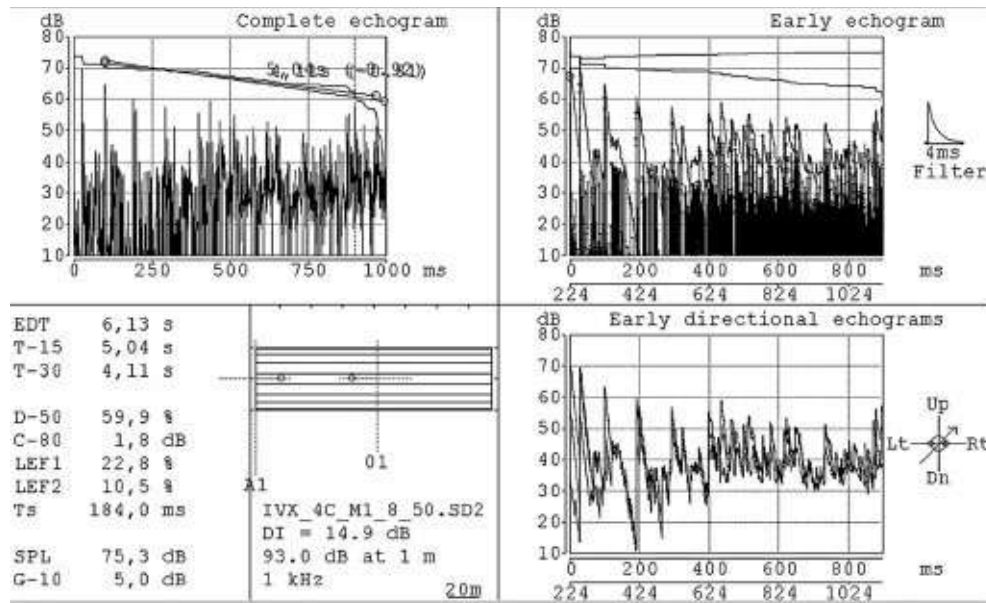 dB Complete echogram
80
70
60
50
40
30
20
10
0 250 500 750 1000 ms
dB Early echogram
80
70
60
50
40
30
20
10
0 200 400 600 800 ms
224 424 624 824 1024
4ms
Filter
EDT 6,13 s
T-15 5,04 s
T-30 4,11 s
D-50 59,9 %
C-80 1,8 dB
LEF1 22,8 %
LEF2 10,5 %
Ts 184,0 ms
SPL 75,3 dB
G-10 5,0 dB
A1
01
IVX_4C_M1_8_50.SD2
DI = 14.9 dB
93.0 dB at 1 m
1 kHz
20m
dB Early directional echograms
80
70
60
50
40
30
20
10
0 200 400 600 800 ms
224 424 624 824 1024
Up
Lt Rt
Dn